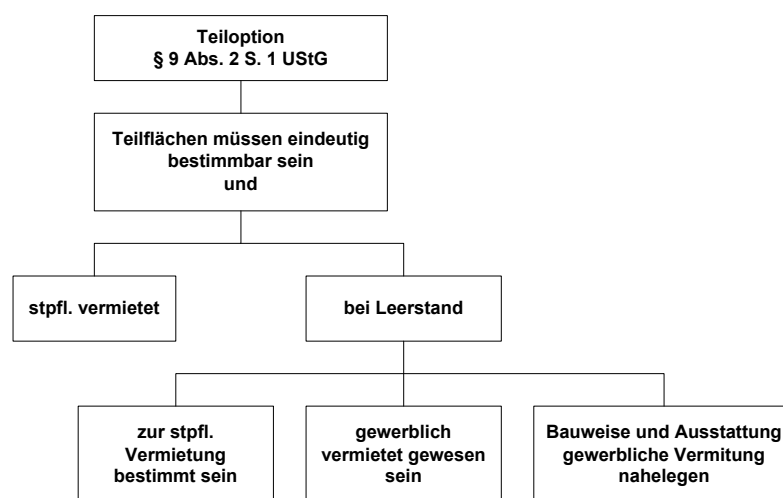 Teiloption
§ 9 Abs. 2 S. 1 UStG
Teilflächen müssen eindeutig
bestimmbar sein
und
stpfl. vermietet
bei Leerstand
zur stpfl.
Vermietung
bestimmt sein
gewerblich
vermietet gewesen
sein
Bauweise und Ausstattung
gewerbliche Vermitung
nahelegen